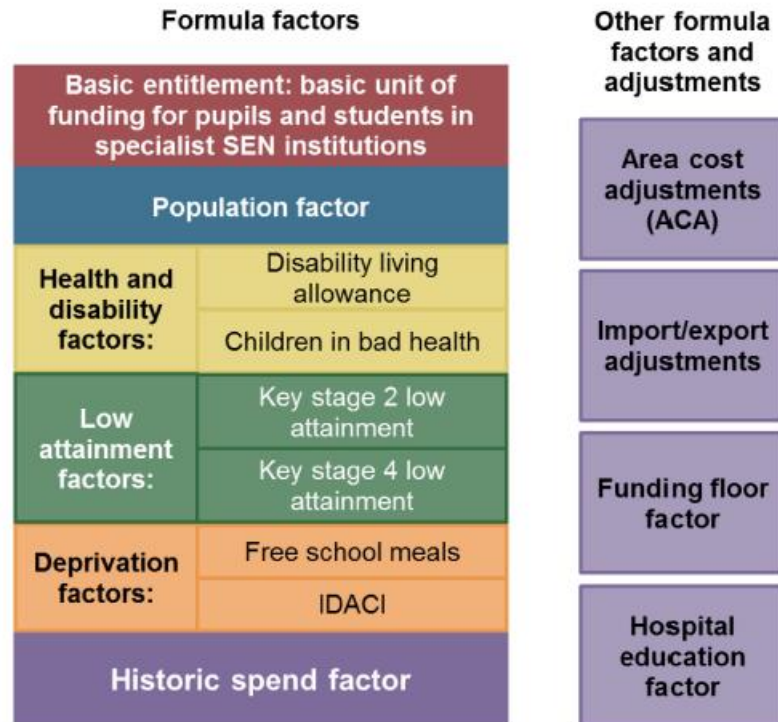 Formula factors
Basic entitlement: basic unit of
funding for pupils and students in
specialist SEN institutions
Population factor
Health and
disability
factors:
Disability living
allowance
Children in bad health
Low
attainment
factors:
Key stage 2 low
attainment
Key stage 4 low
attainment
Deprivation
factors:
Free school meals
IDACI
Historic spend factor
Other formula
factors and
adjustments
Area cost
adjustments
(ACA)
Import/export
adjustments
Funding floor
factor
Hospital
education
factor